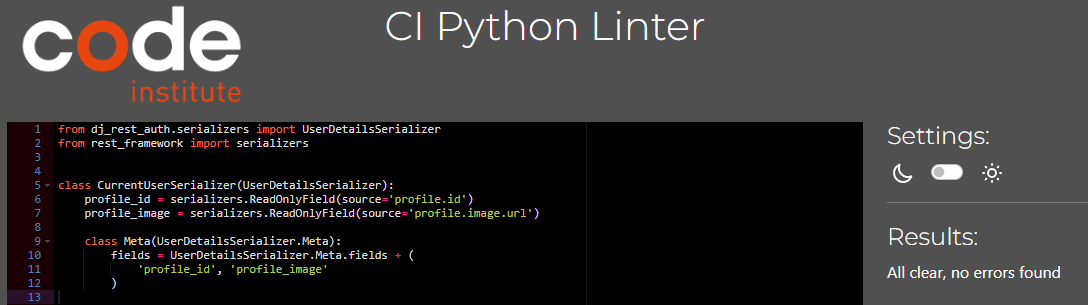 code
institute
CI Python Linter
1 from dj_rest_auth.serializers import UserDetailsSerializer
2 from rest_framework import serializers
3
4
5 class CurrentUserSerializer(UserDetailsSerializer):
6     profile_id = serializers.ReadOnlyField(source='profile.id')
7     profile_image = serializers.ReadOnlyField(source='profile.image.url')
8
9     class Meta(UserDetailsSerializer.Meta):
10         fields = UserDetailsSerializer.Meta.fields + (
11             'profile_id', 'profile_image'
12         )
13
Settings:
Results:
All clear, no errors found